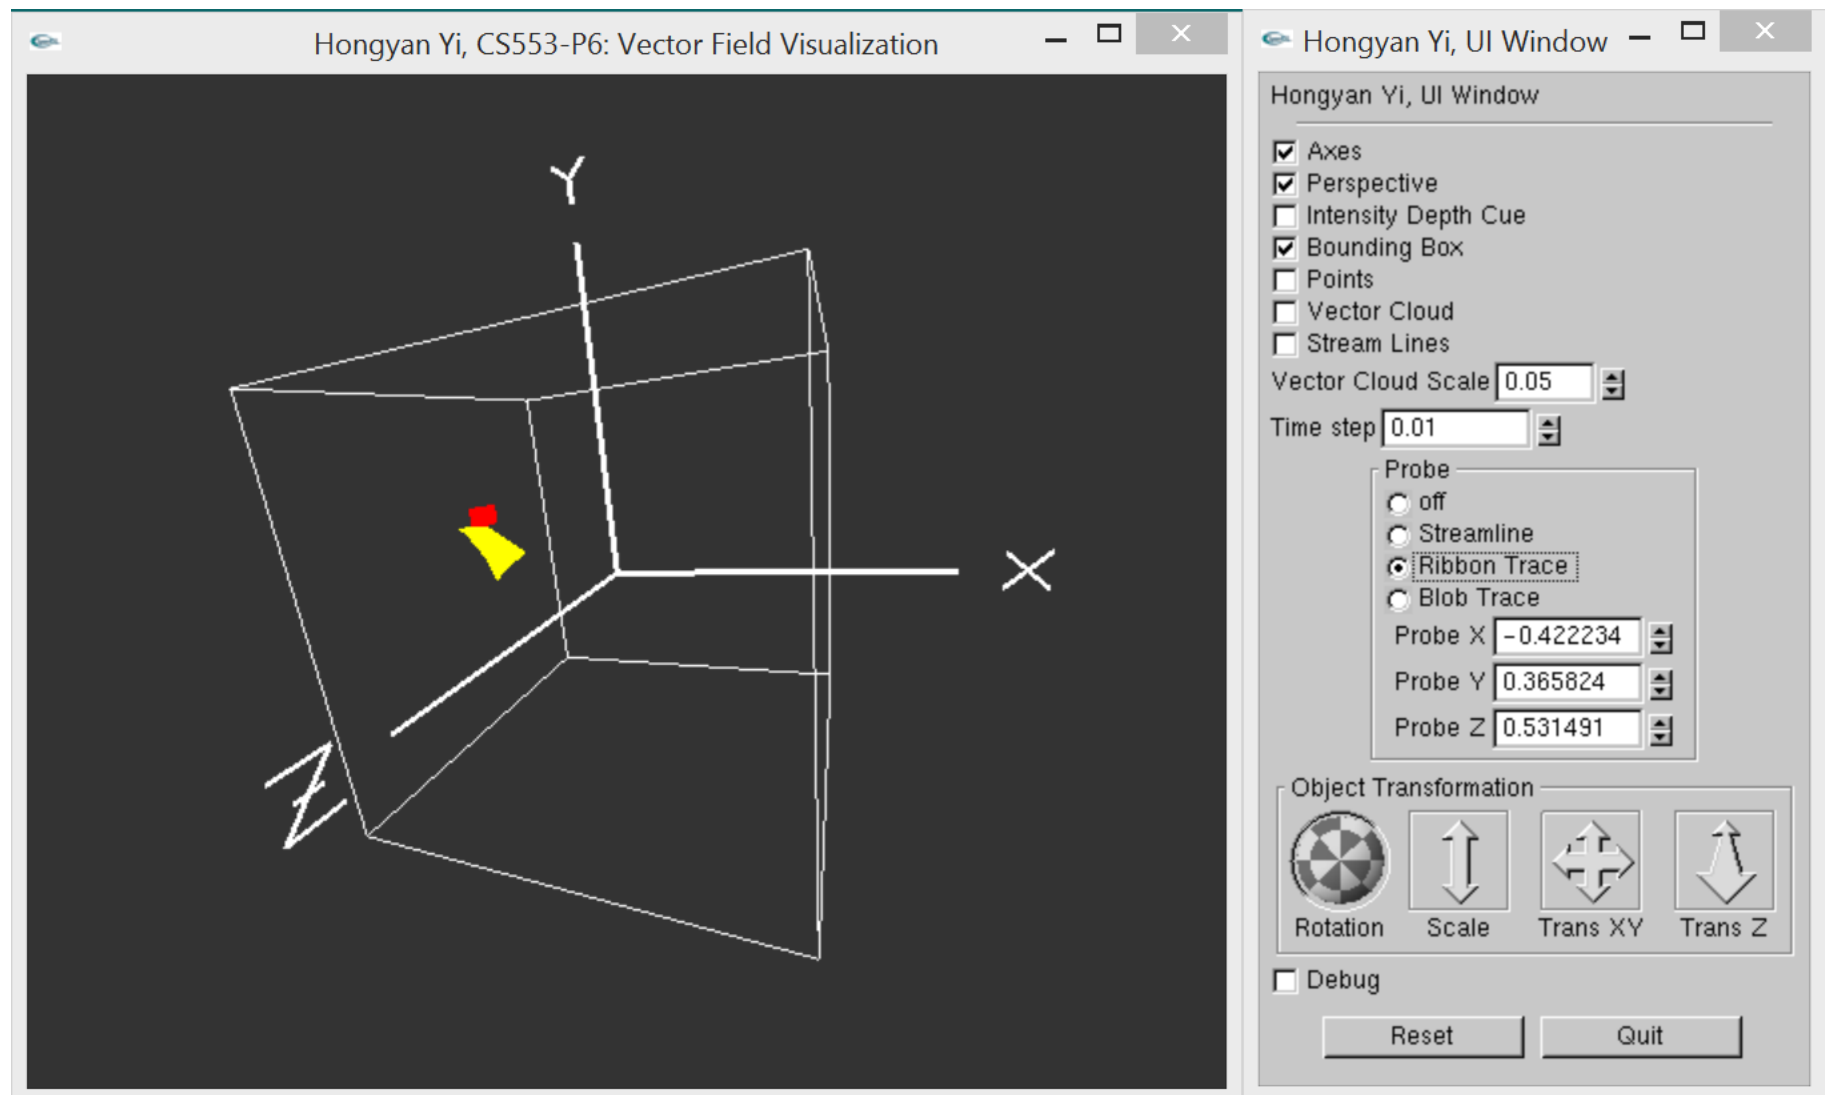 Hongyan Yi, CS553-P6: Vector Field Visualization
Y
X
Z
Hongyan Yi, UI Window
Hongyan Yi, UI Window
Axes
Perspective
Intensity Depth Cue
Bounding Box
Points
Vector Cloud
Stream Lines
Vector Cloud Scale 0.05
Time step 0.01
Probe
off
Streamline
Ribbon Trace
Blob Trace
Probe X -0.422234
Probe Y 0.365824
Probe Z 0.531491
Object Transformation
Rotation Scale Trans XY Trans Z
Debug
Reset Quit